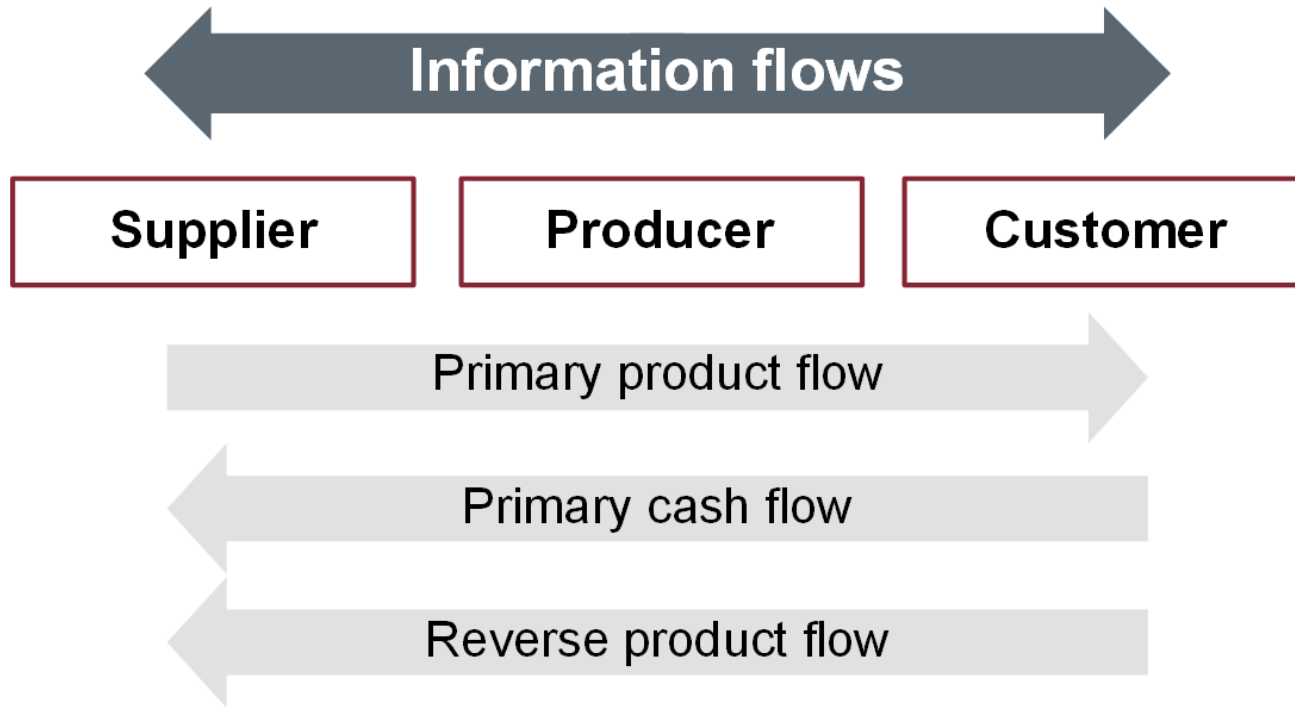 Information flows
Supplier
Producer
Customer
Primary product flow
Primary cash flow
Reverse product flow